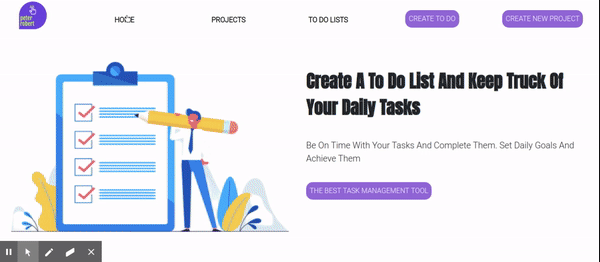 peter
robert
HOME
PROJECTS
TO DO LISTS
CREATE TO DO
CREATE NEW PROJECT
Create A To Do List And Keep Truck Of
Your Daily Tasks
Be On Time With Your Tasks And Complete Them. Set Daily Goals And
Achieve Them
THE BEST TASK MANAGEMENT TOOL